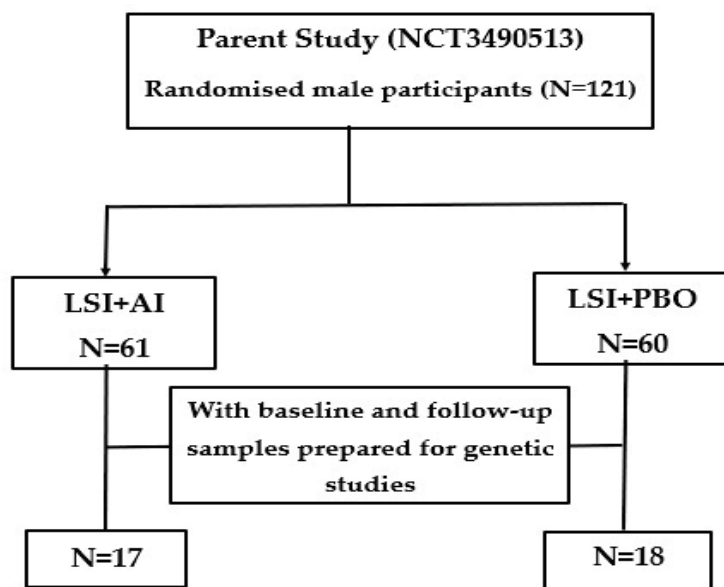 Parent Study (NCT3490513)
Randomised male participants (N=121)
LSI+AI
N=61
LSI+PBO
N=60
With baseline and follow-up
samples prepared for genetic
studies
N=17
N=18